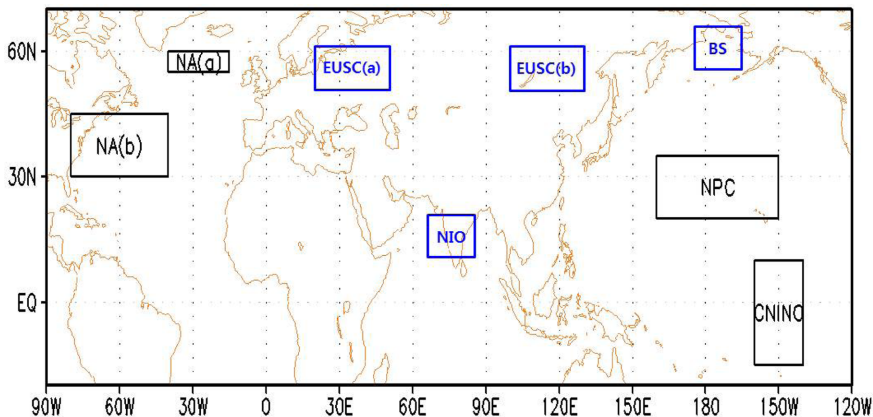 60N
30N
EQ
NA(a)
EUSC(a)
EUSC(b)
BS
NA(b)
NPC
NIO
CNINO
90W 60W 30W 0 30E 60E 90E 120E 150E 180 150W 120W